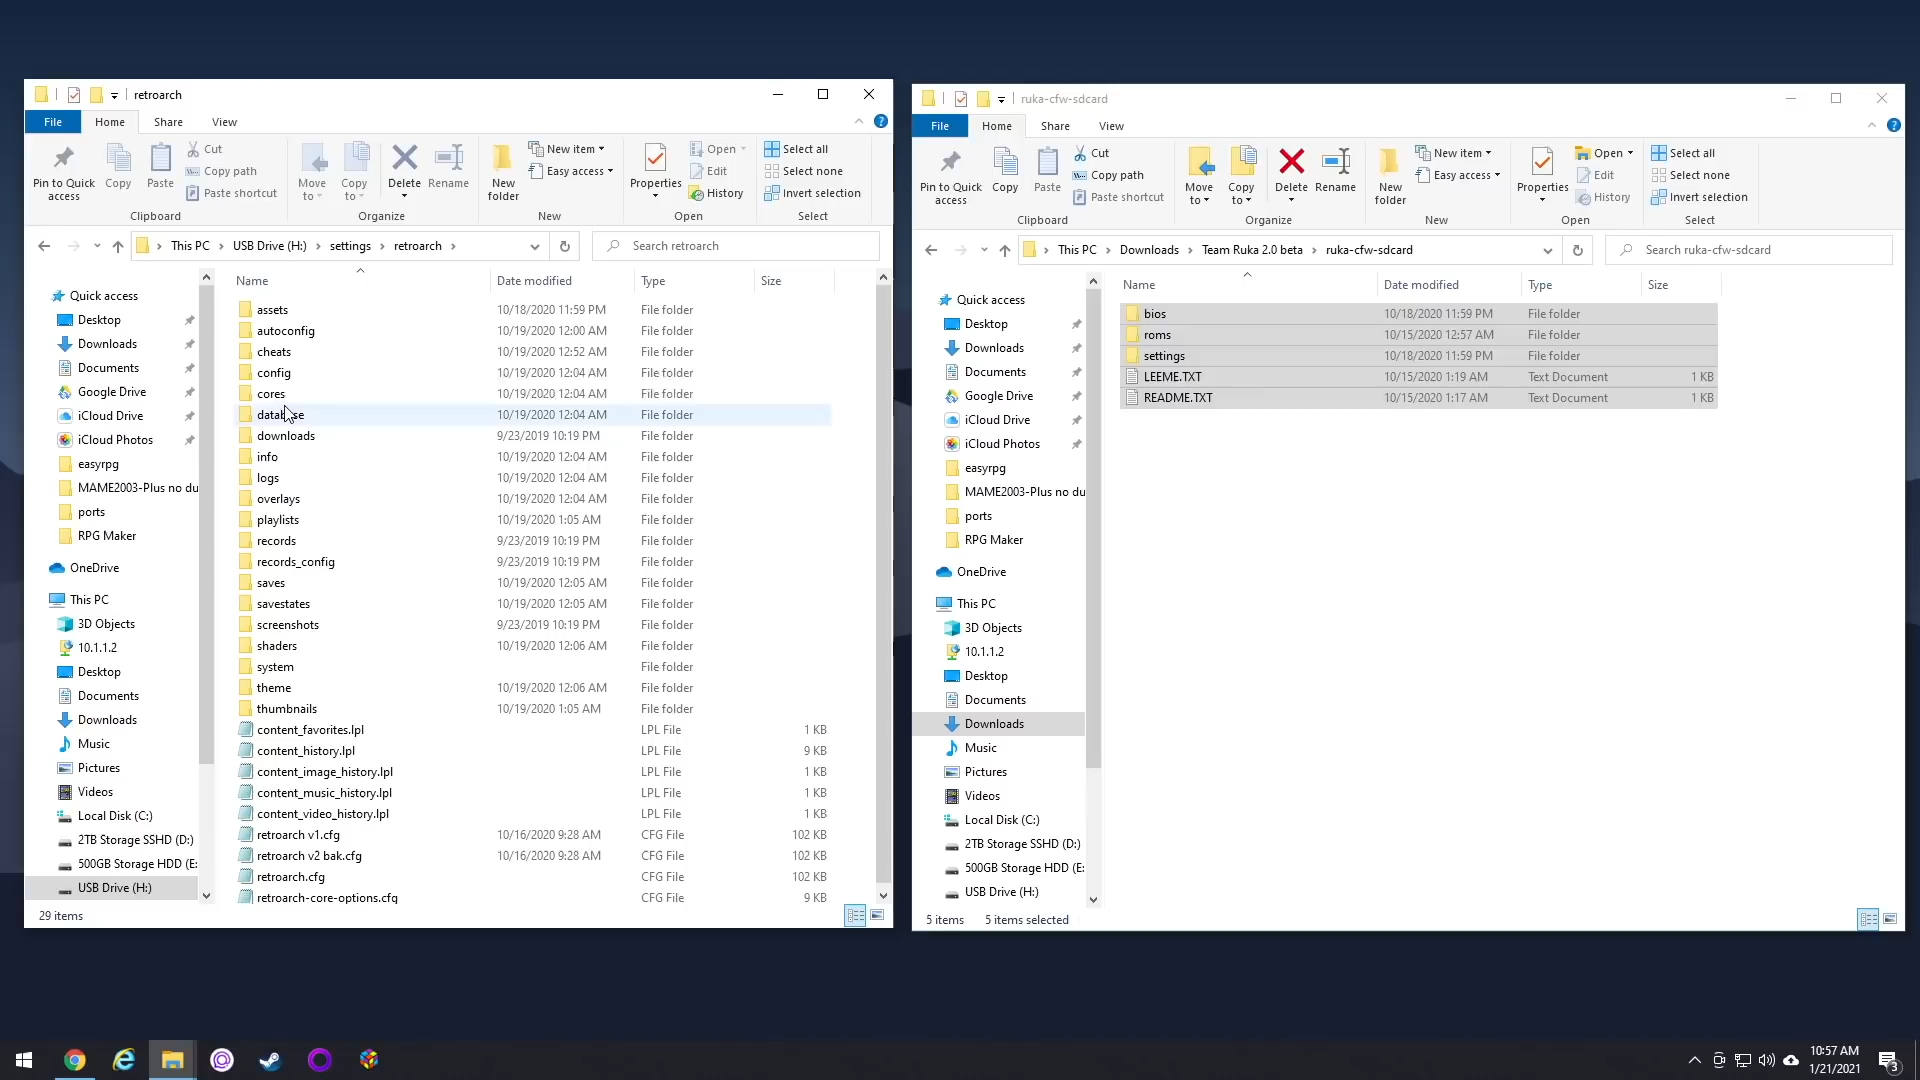 retroarch
File Home Share View
Pin to Quick access
Copy
Paste
Cut
Copy path
Paste shortcut
Clipboard
Move to
Copy to
Delete
Rename
Organize
New folder
New item
Easy access
New
Properties
Open
Edit
History
Open
Select all
Select none
Invert selection
Select
This PC › USB Drive (H:) › settings › retroarch ›
Search retroarch
Quick access
Desktop
Downloads
Documents
Google Drive
iCloud Drive
iCloud Photos
easyrpg
MAME2003-Plus no du
ports
RPG Maker
OneDrive
This PC
3D Objects
10.1.1.2
Desktop
Documents
Downloads
Music
Pictures
Videos
Local Disk (C:)
2TB Storage SSHD (D:)
500GB Storage HDD (E:
USB Drive (H:)
Name Date modified Type Size
assets 10/18/2020 11:59 PM File folder
autoconfig 10/19/2020 12:00 AM File folder
cheats 10/19/2020 12:52 AM File folder
config 10/19/2020 12:04 AM File folder
cores 10/19/2020 12:04 AM File folder
database 10/19/2020 12:04 AM File folder
downloads 9/23/2019 10:19 PM File folder
info 10/19/2020 12:04 AM File folder
logs 10/19/2020 12:04 AM File folder
overlays 10/19/2020 12:04 AM File folder
playlists 10/19/2020 1:05 AM File folder
records 9/23/2019 10:19 PM File folder
records_config 9/23/2019 10:19 PM File folder
saves 10/19/2020 12:05 AM File folder
savestates 10/19/2020 12:05 AM File folder
screenshots 9/23/2019 10:19 PM File folder
shaders 10/19/2020 12:06 AM File folder
system File folder
theme 10/19/2020 12:06 AM File folder
thumbnails 10/19/2020 1:05 AM File folder
content_favorites.lpl LPL File 1 KB
content_history.lpl LPL File 9 KB
content_image_history.lpl LPL File 1 KB
content_music_history.lpl LPL File 1 KB
content_video_history.lpl LPL File 1 KB
retroarch v1.cfg 10/16/2020 9:28 AM CFG File 102 KB
retroarch v2 bak.cfg 10/16/2020 9:28 AM CFG File 102 KB
retroarch.cfg CFG File 102 KB
retroarch-core-options.cfg CFG File 9 KB
29 items
ruka-cfw-sdcard
File Home Share View
Pin to Quick access
Copy
Paste
Cut
Copy path
Paste shortcut
Clipboard
Move to
Copy to
Delete
Rename
Organize
New folder
New item
Easy access
New
Properties
Open
Edit
History
Open
Select all
Select none
Invert selection
Select
This PC › Downloads › Team Ruka 2.0 beta › ruka-cfw-sdcard
Search ruka-cfw-sdcard
Quick access
Desktop
Downloads
Documents
Google Drive
iCloud Drive
iCloud Photos
easyrpg
MAME2003-Plus no du
ports
RPG Maker
OneDrive
This PC
3D Objects
10.1.1.2
Desktop
Documents
Downloads
Music
Pictures
Videos
Local Disk (C:)
2TB Storage SSHD (D:)
500GB Storage HDD (E:
USB Drive (H:)
Name Date modified Type Size
bios 10/18/2020 11:59 PM File folder
roms 10/15/2020 12:57 AM File folder
settings 10/18/2020 11:59 PM File folder
LEEME.TXT 10/15/2020 1:19 AM Text Document 1 KB
README.TXT 10/15/2020 1:17 AM Text Document 1 KB
5 items 5 items selected
10:57 AM
1/21/2021
3